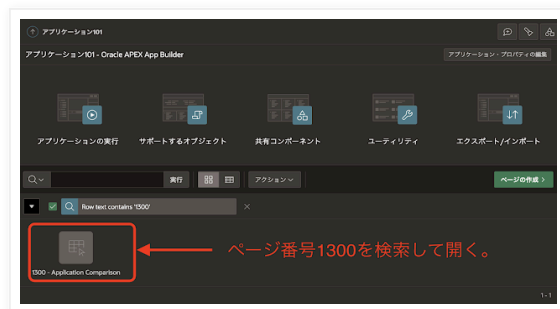 アプリケーション101
アプリケーション101 - Oracle APEX App Builder
アプリケーション・プロパティの編集
アプリケーションの実行
サポートするオブジェクト
共有コンポーネント
ユーティリティ
エクスポート/インポート
実行
アクション
ページの作成
Row text contains '1300'
ページ番号1300を検索して開く。
1300 - Application Comparison
1 - 1